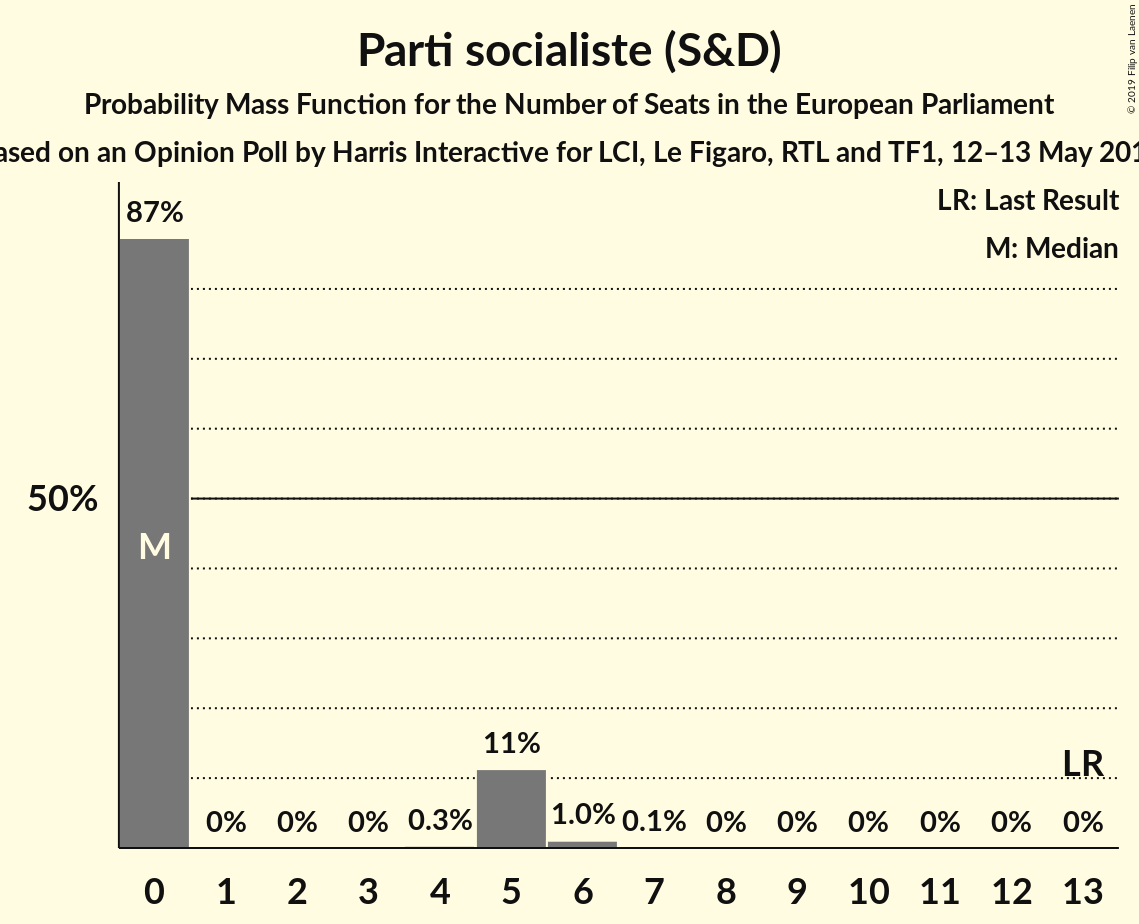 Parti socialiste (S&D)
Probability Mass Function for the Number of Seats in the European Parliament
ased on an Opinion Poll by Harris Interactive for LCI, Le Figaro, RTL and TF1, 12–13 May 201
© 2019 Filip van Laenen
LR: Last Result
M: Median
87%
50%
M
11%
LR
0% 0% 0% 0.3% 1.0% 0.1% 0% 0% 0% 0% 0% 0%
0 1 2 3 4 5 6 7 8 9 10 11 12 13